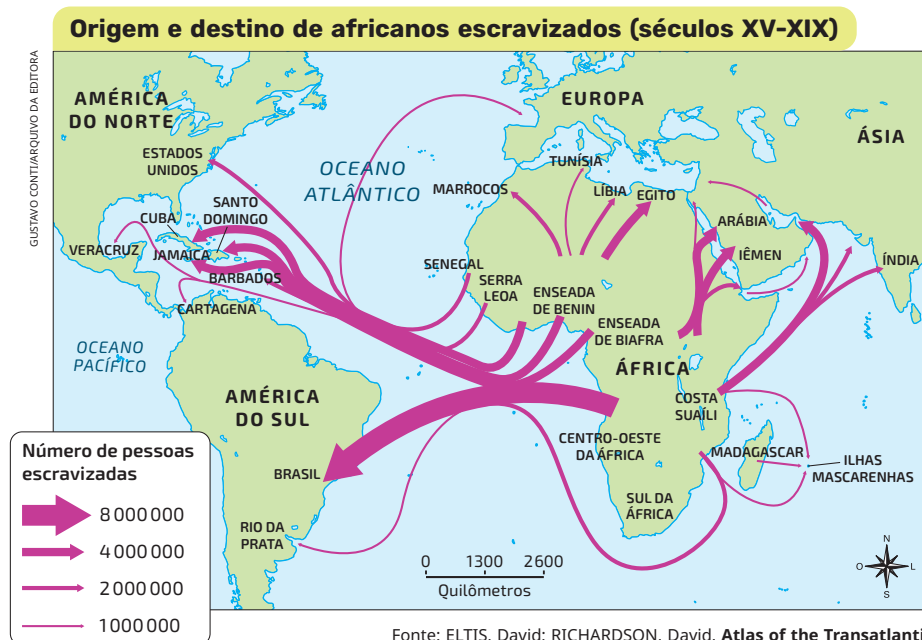 Origem e destino de africanos escravizados (séculos XV-XIX)
GUSTAVO CONTI/ARQUIVO DA EDITORA
AMÉRICA
DO NORTE
EUROPA
ÁSIA
ESTADOS
UNIDOS
OCEANO
ATLÂNTICO
TUNÍSIA
MARROCOS
LÍBIA
EGITO
CUBA
SANTO
DOMINGO
ARÁBIA
VERACRUZ
JAMAICA
IÊMEN
ÍNDIA
BARBADOS
SENEGAL
SERRA
LEOA
ENSEADA
DE BENIN
CARTAGENA
ENSEADA
DE BIAFRA
OCEANO
PACÍFICO
ÁFRICA
AMÉRICA
DO SUL
COSTA
SUAÍLI
CENTRO-OESTE
DA ÁFRICA
MADAGASCAR
ILHAS
MASCARENHAS
BRASIL
SUL DA
ÁFRICA
RIO DA
PRATA
Número de pessoas
escravizadas
8 000 000
4 000 000
2 000 000
1 000 000
0 1300 2600
Quilômetros
N
O L
S
Fonte: ELTIS, David; RICHARDSON, David. Atlas of the Transatlanti